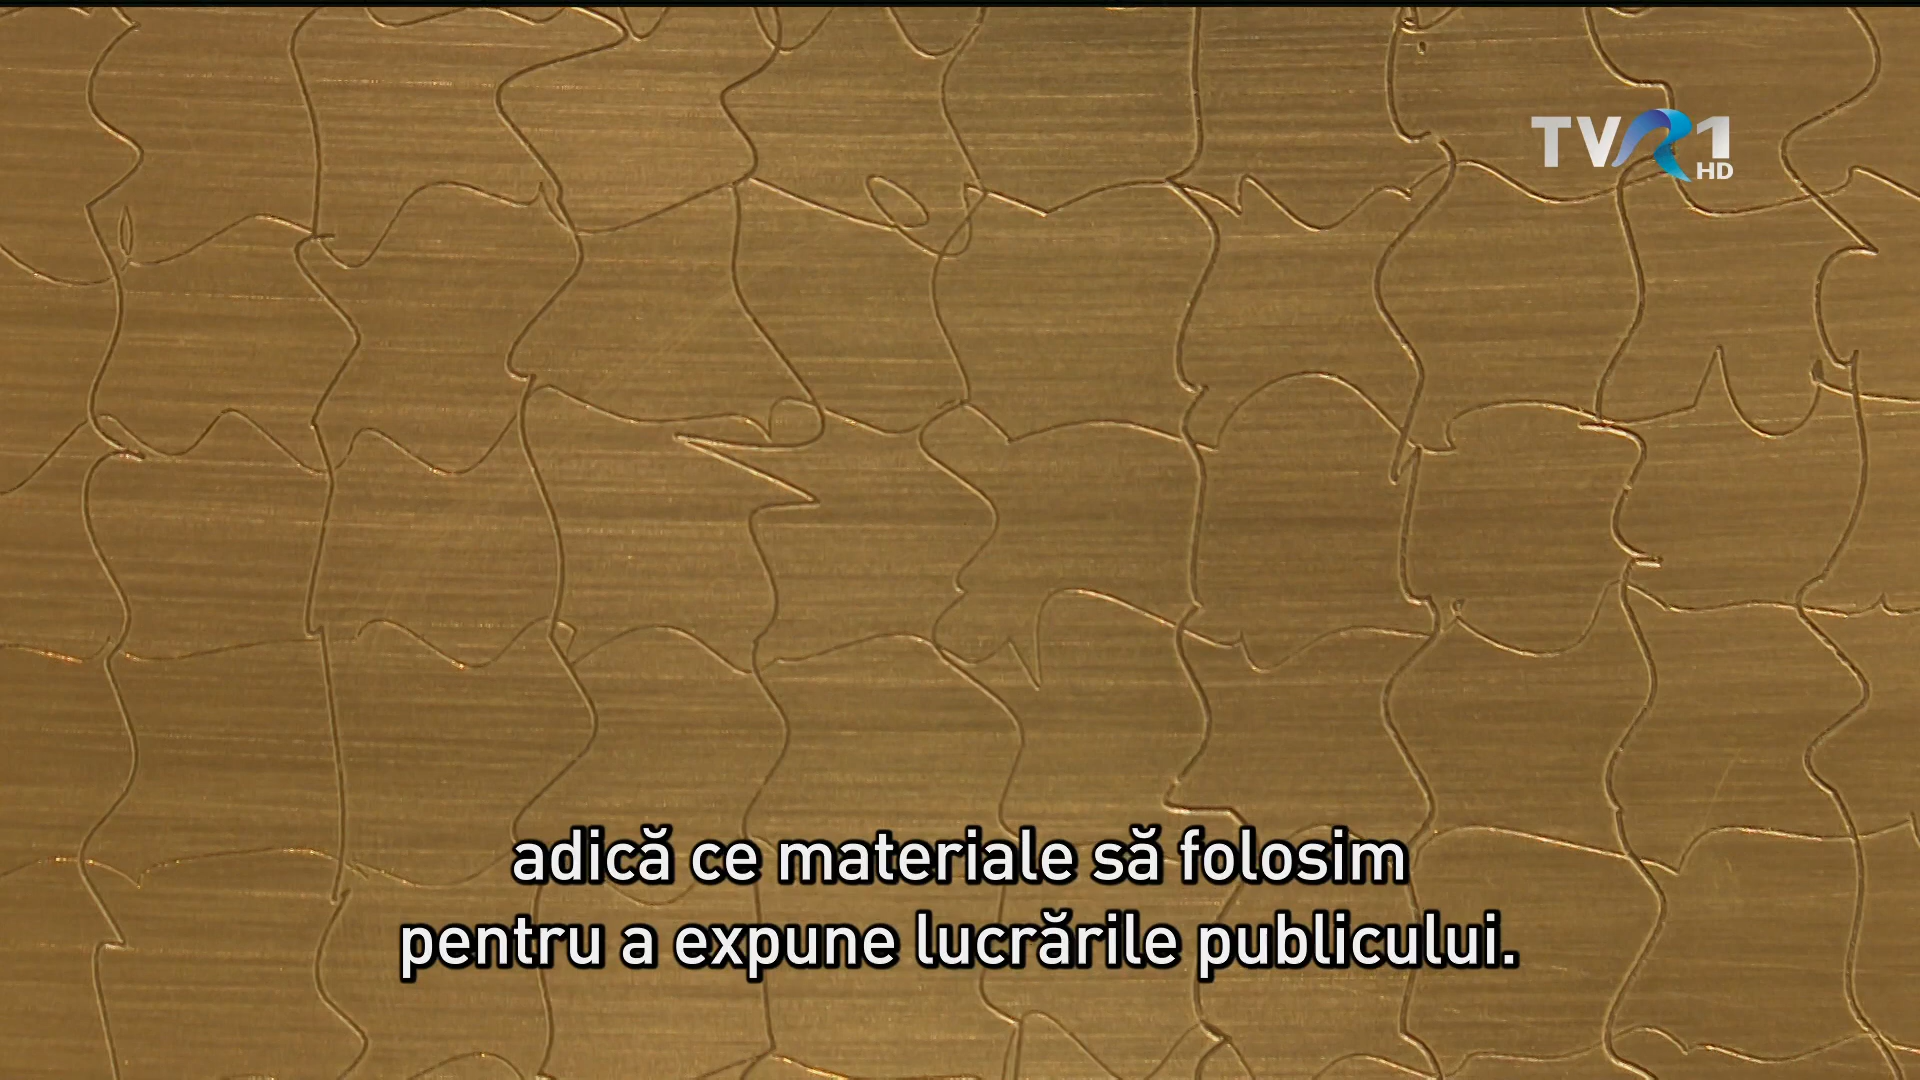 TVR1
HD
adică ce materiale să folosim
pentru a expune lucrările publicului.